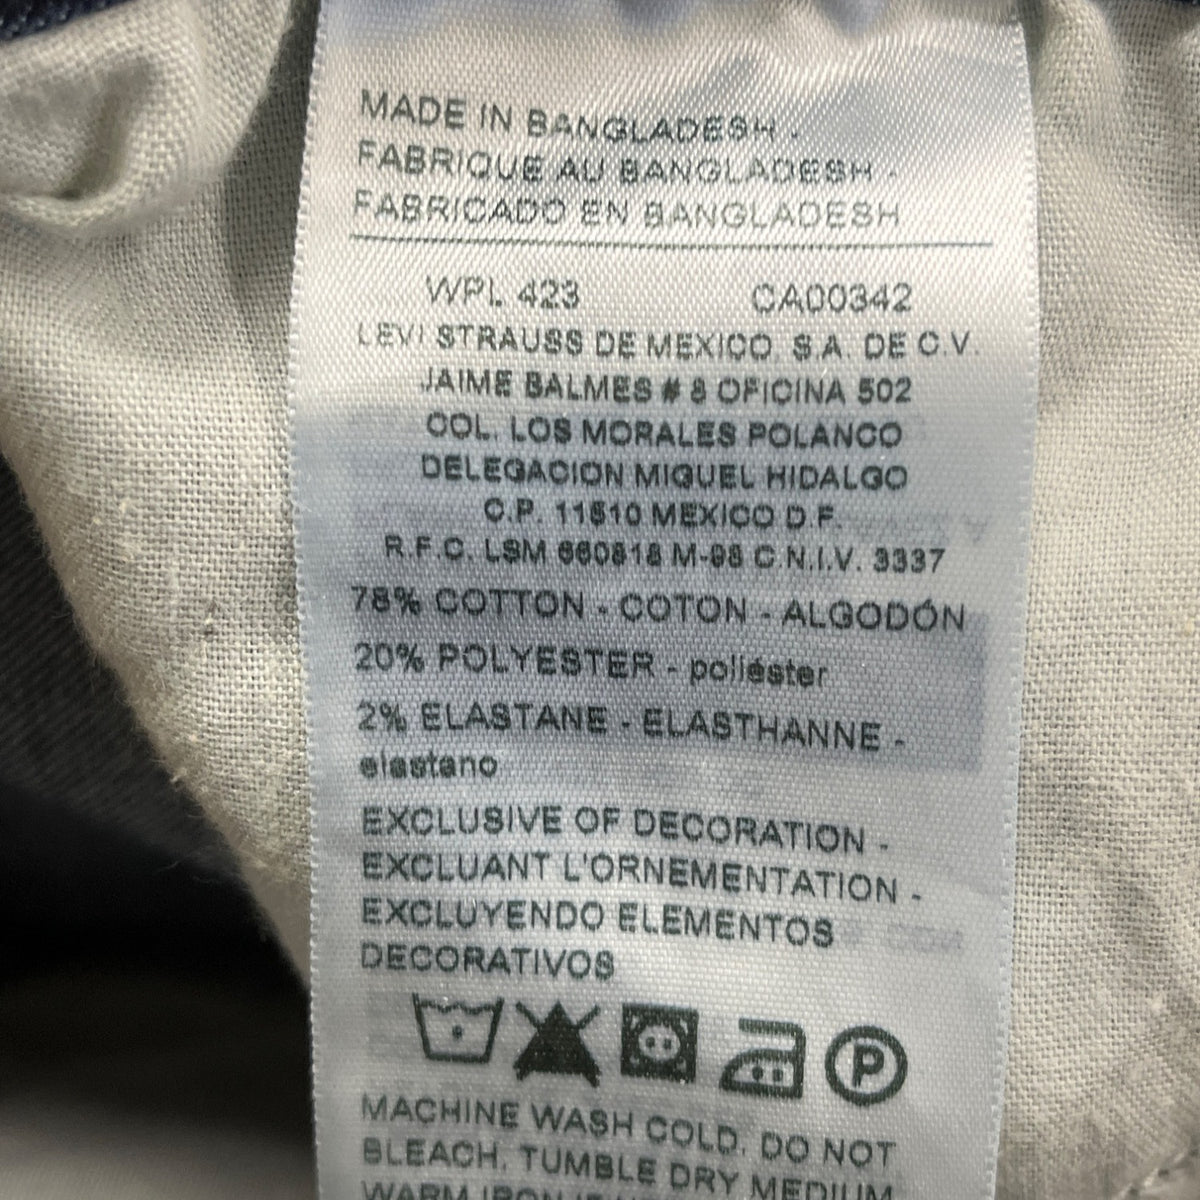 MADE IN BANGLADESH -
FABRIQUE AU BANGLADESH -
FABRICADO EN BANGLADESH
WPL 423 CA00342
LEVI STRAUSS DE MEXICO, S.A. DE C.V.
JAIME BALMES # 8 OFICINA 502
COL. LOS MORALES POLANCO
DELEGACION MIGUEL HIDALGO
C.P. 11510 MEXICO D.F.
R.F.C. LSM 660818 M-98 C.N.I.V. 3337
78% COTTON - COTON - ALGODÓN
20% POLYESTER - poliéster
2% ELASTANE - ELASTHANNE -
elastano
EXCLUSIVE OF DECORATION -
EXCLUANT L'ORNEMENTATION -
EXCLUYENDO ELEMENTOS
DECORATIVOS
P
MACHINE WASH COLD, DO NOT
BLEACH, TUMBLE DRY MEDIUM,
WARM IRON IF